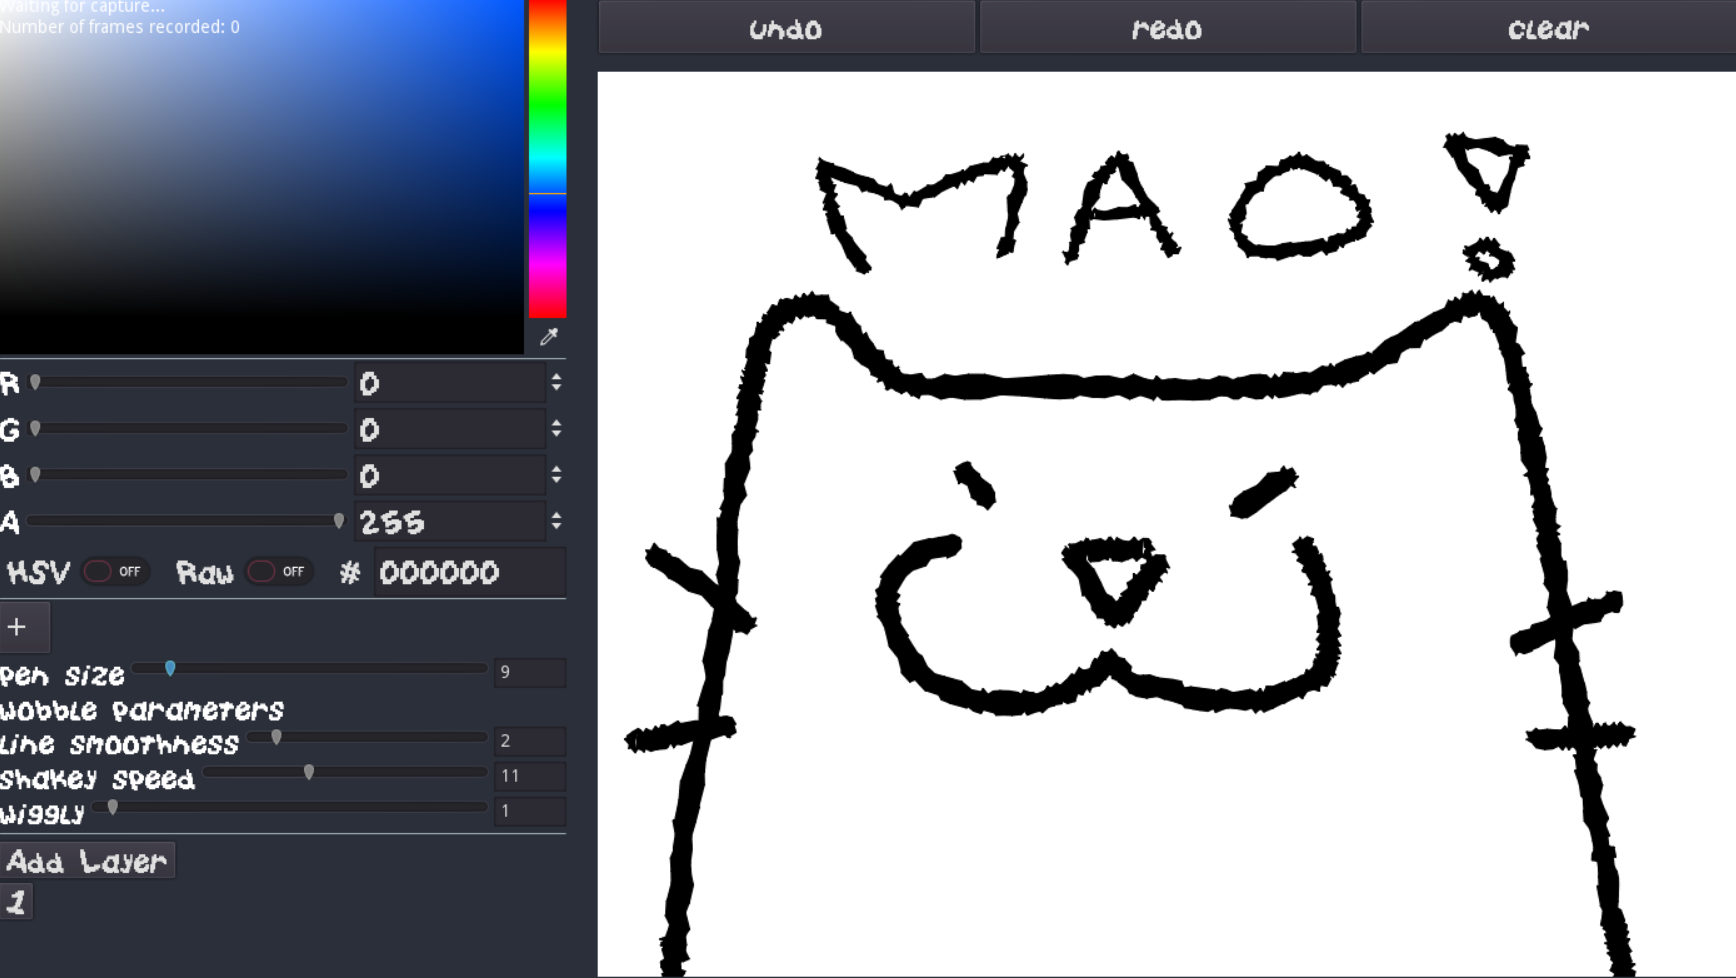 Waiting for capture...
Number of frames recorded: 0
undo redo clear
MAO!
R 0
G 0
B 0
A 255
HSV OFF Raw OFF # 000000
+
pen size 9
wobble parameters
line smoothness 2
shakey speed 11
wiggly 1
Add Layer
1